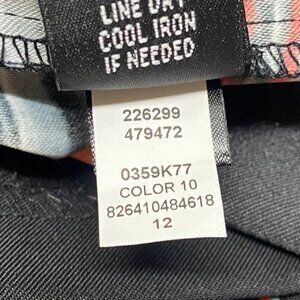 LINE DRY
COOL IRON
IF NEEDED
226299
479472
0359K77
COLOR 10
826410484618
12